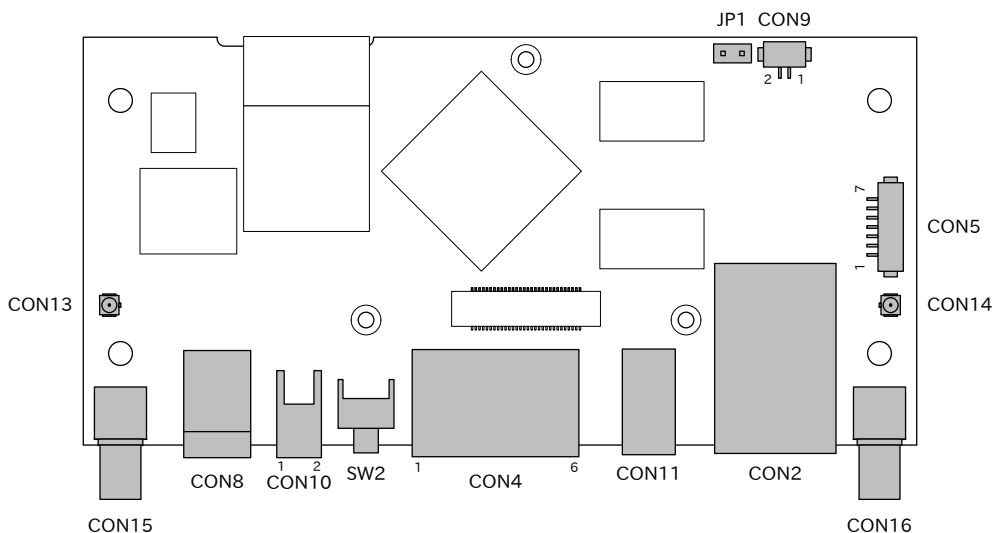 JP1 CON9
2 1
7
CON5
1
CON13
CON14
1 2
1 6
CON8
CON10
SW2
CON4
CON11
CON2
CON15
CON16